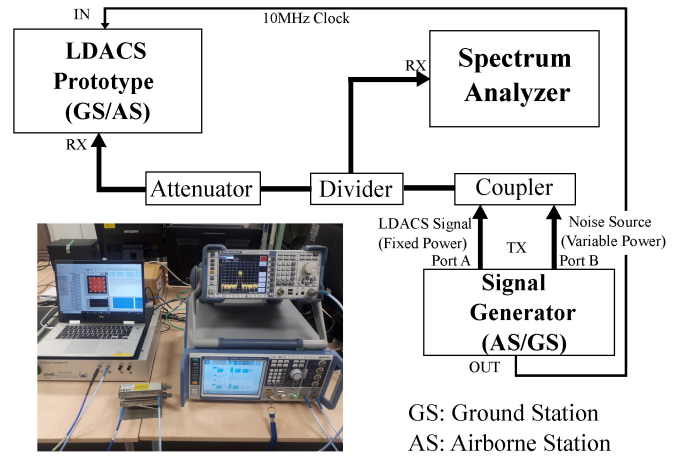 IN
10MHz Clock
LDACS
Prototype
(GS/AS)
RX
Spectrum
Analyzer
RX
Attenuator
Divider
Coupler
LDACS Signal
(Fixed Power)
Port A
TX
Noise Source
(Variable Power)
Port B
Signal
Generator
(AS/GS)
OUT
GS: Ground Station
AS: Airborne Station